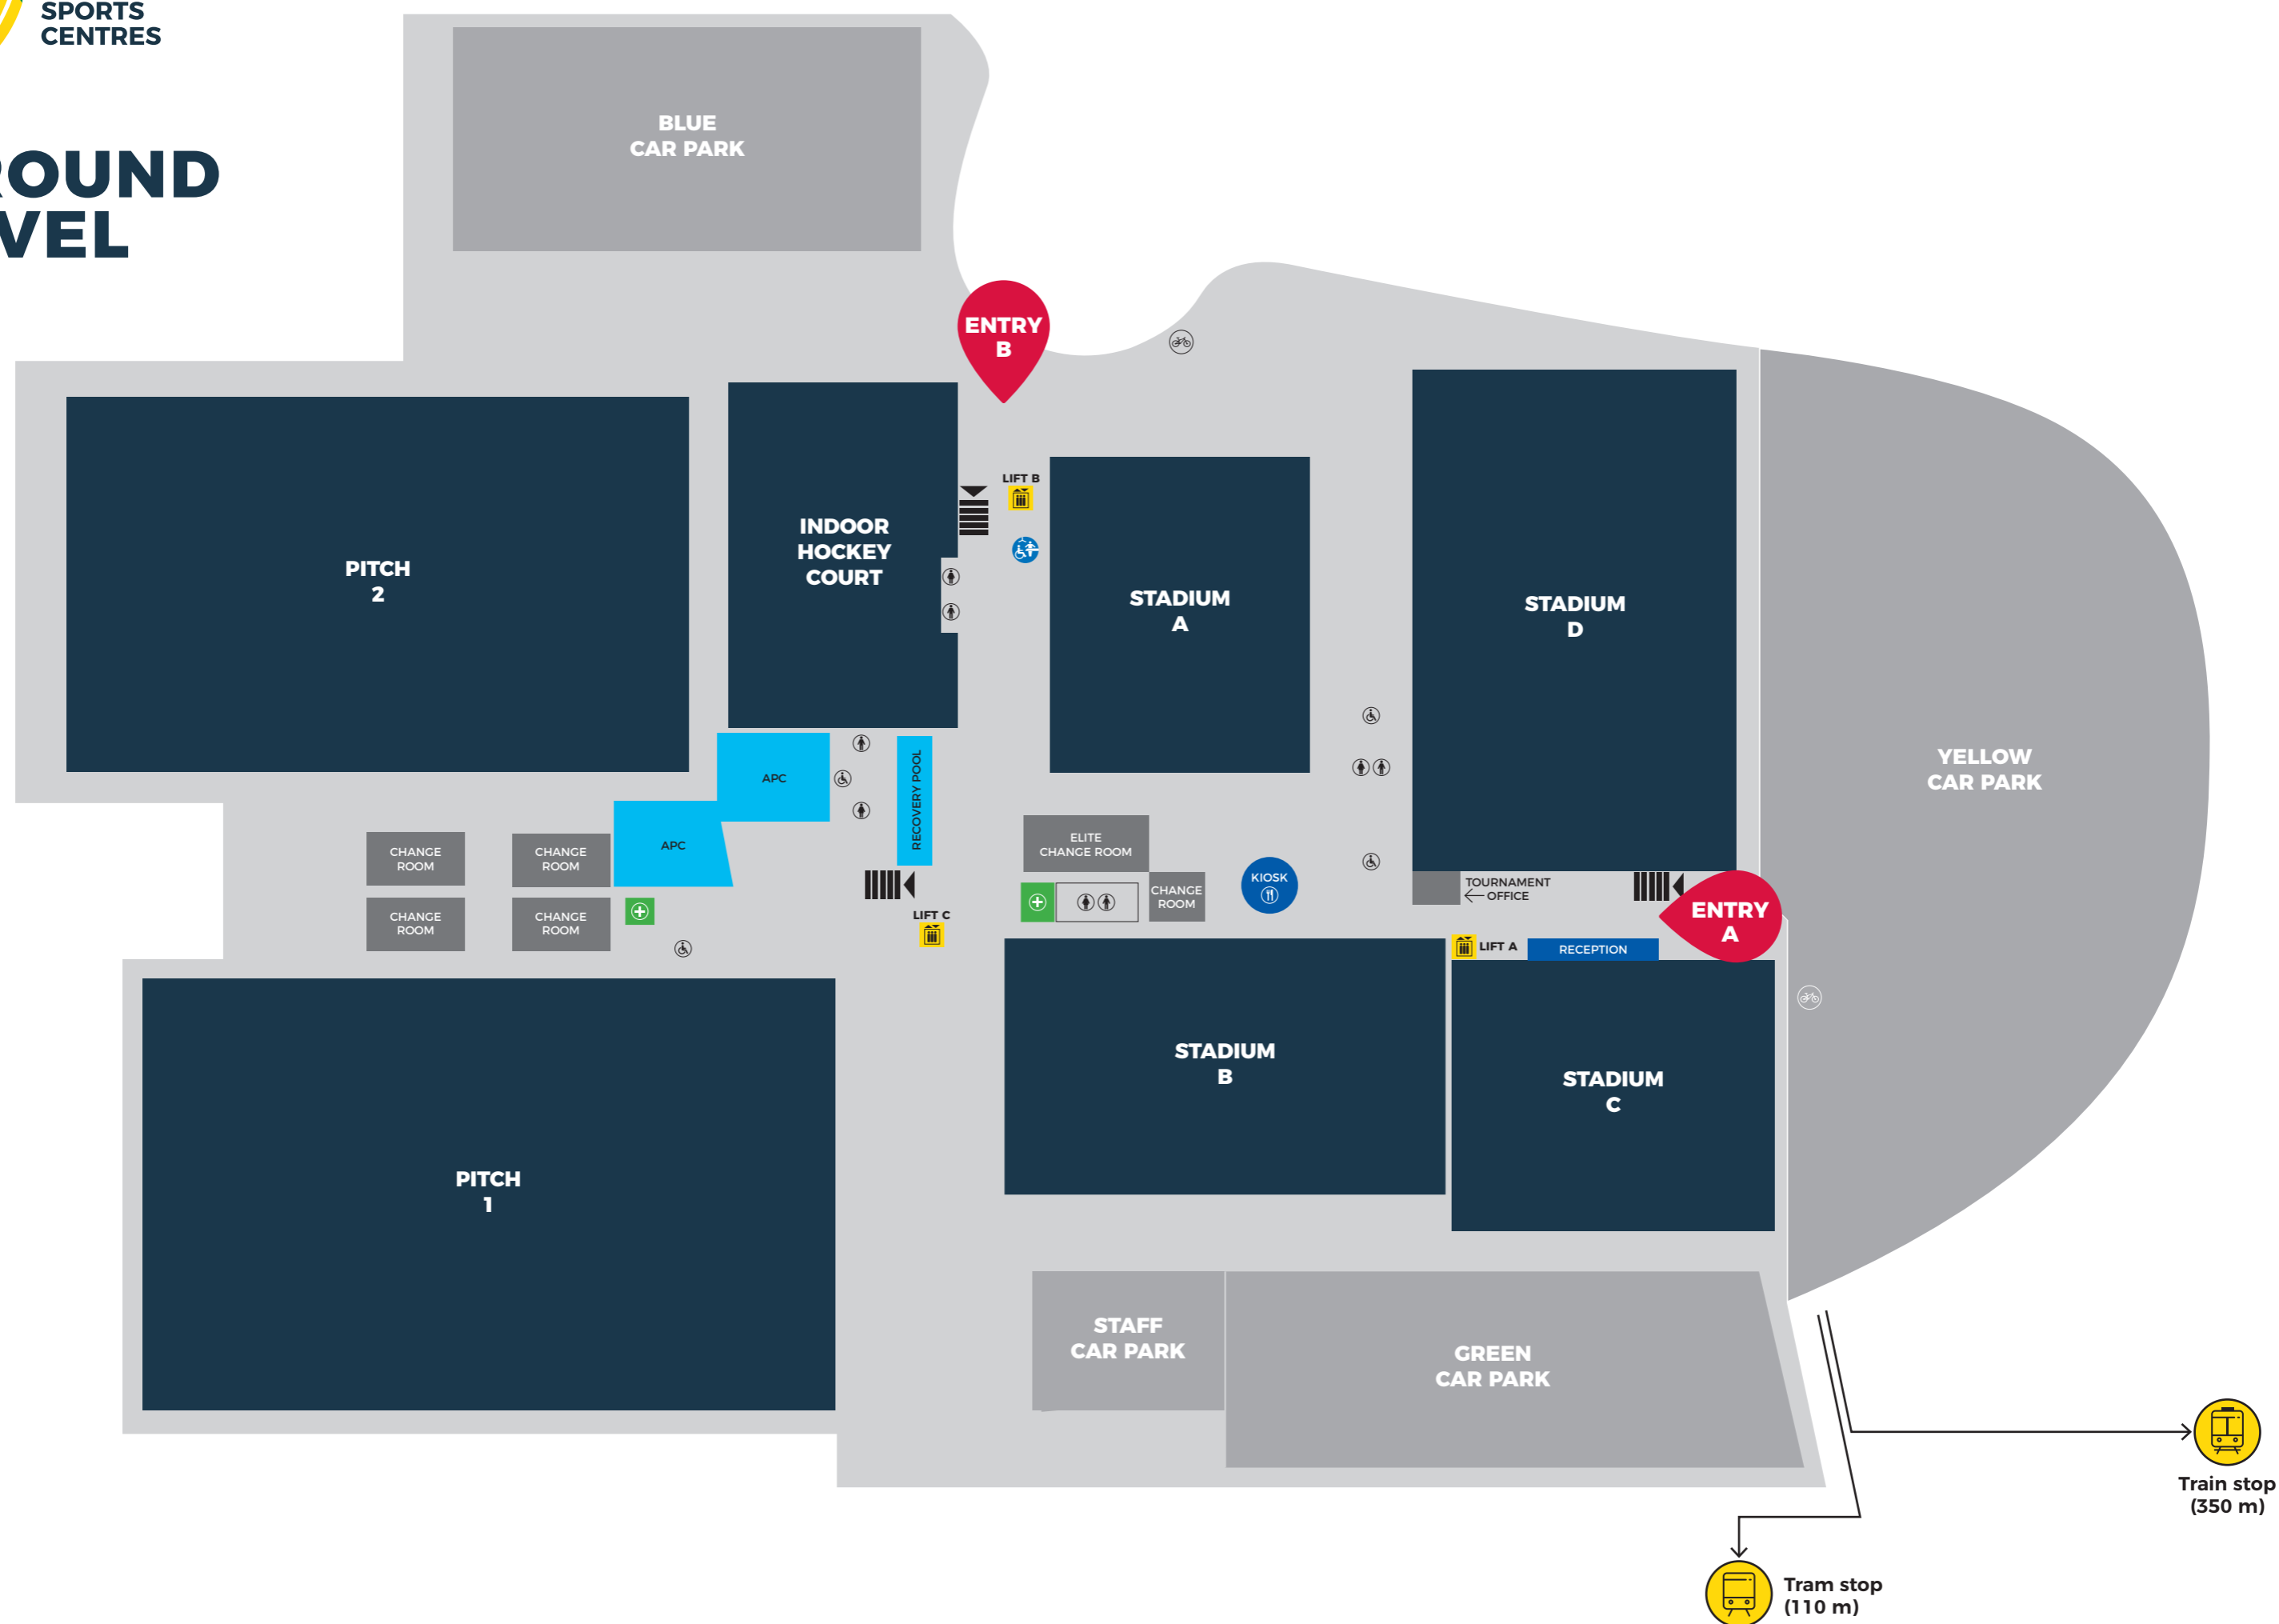 SPORTS
CENTRES
ROUND
VEL
BLUE
CAR PARK
ENTRY
B
PITCH
2
INDOOR
HOCKEY
COURT
LIFT B
STADIUM
A
STADIUM
D
YELLOW
CAR PARK
APC
APC
RECOVERY POOL
CHANGE
ROOM
CHANGE
ROOM
CHANGE
ROOM
CHANGE
ROOM
ELITE
CHANGE ROOM
CHANGE
ROOM
KIOSK
TOURNAMENT
OFFICE
ENTRY
A
LIFT C
LIFT A
RECEPTION
STADIUM
B
STADIUM
C
PITCH
1
STAFF
CAR PARK
GREEN
CAR PARK
Train stop
(350 m)
Tram stop
(110 m)